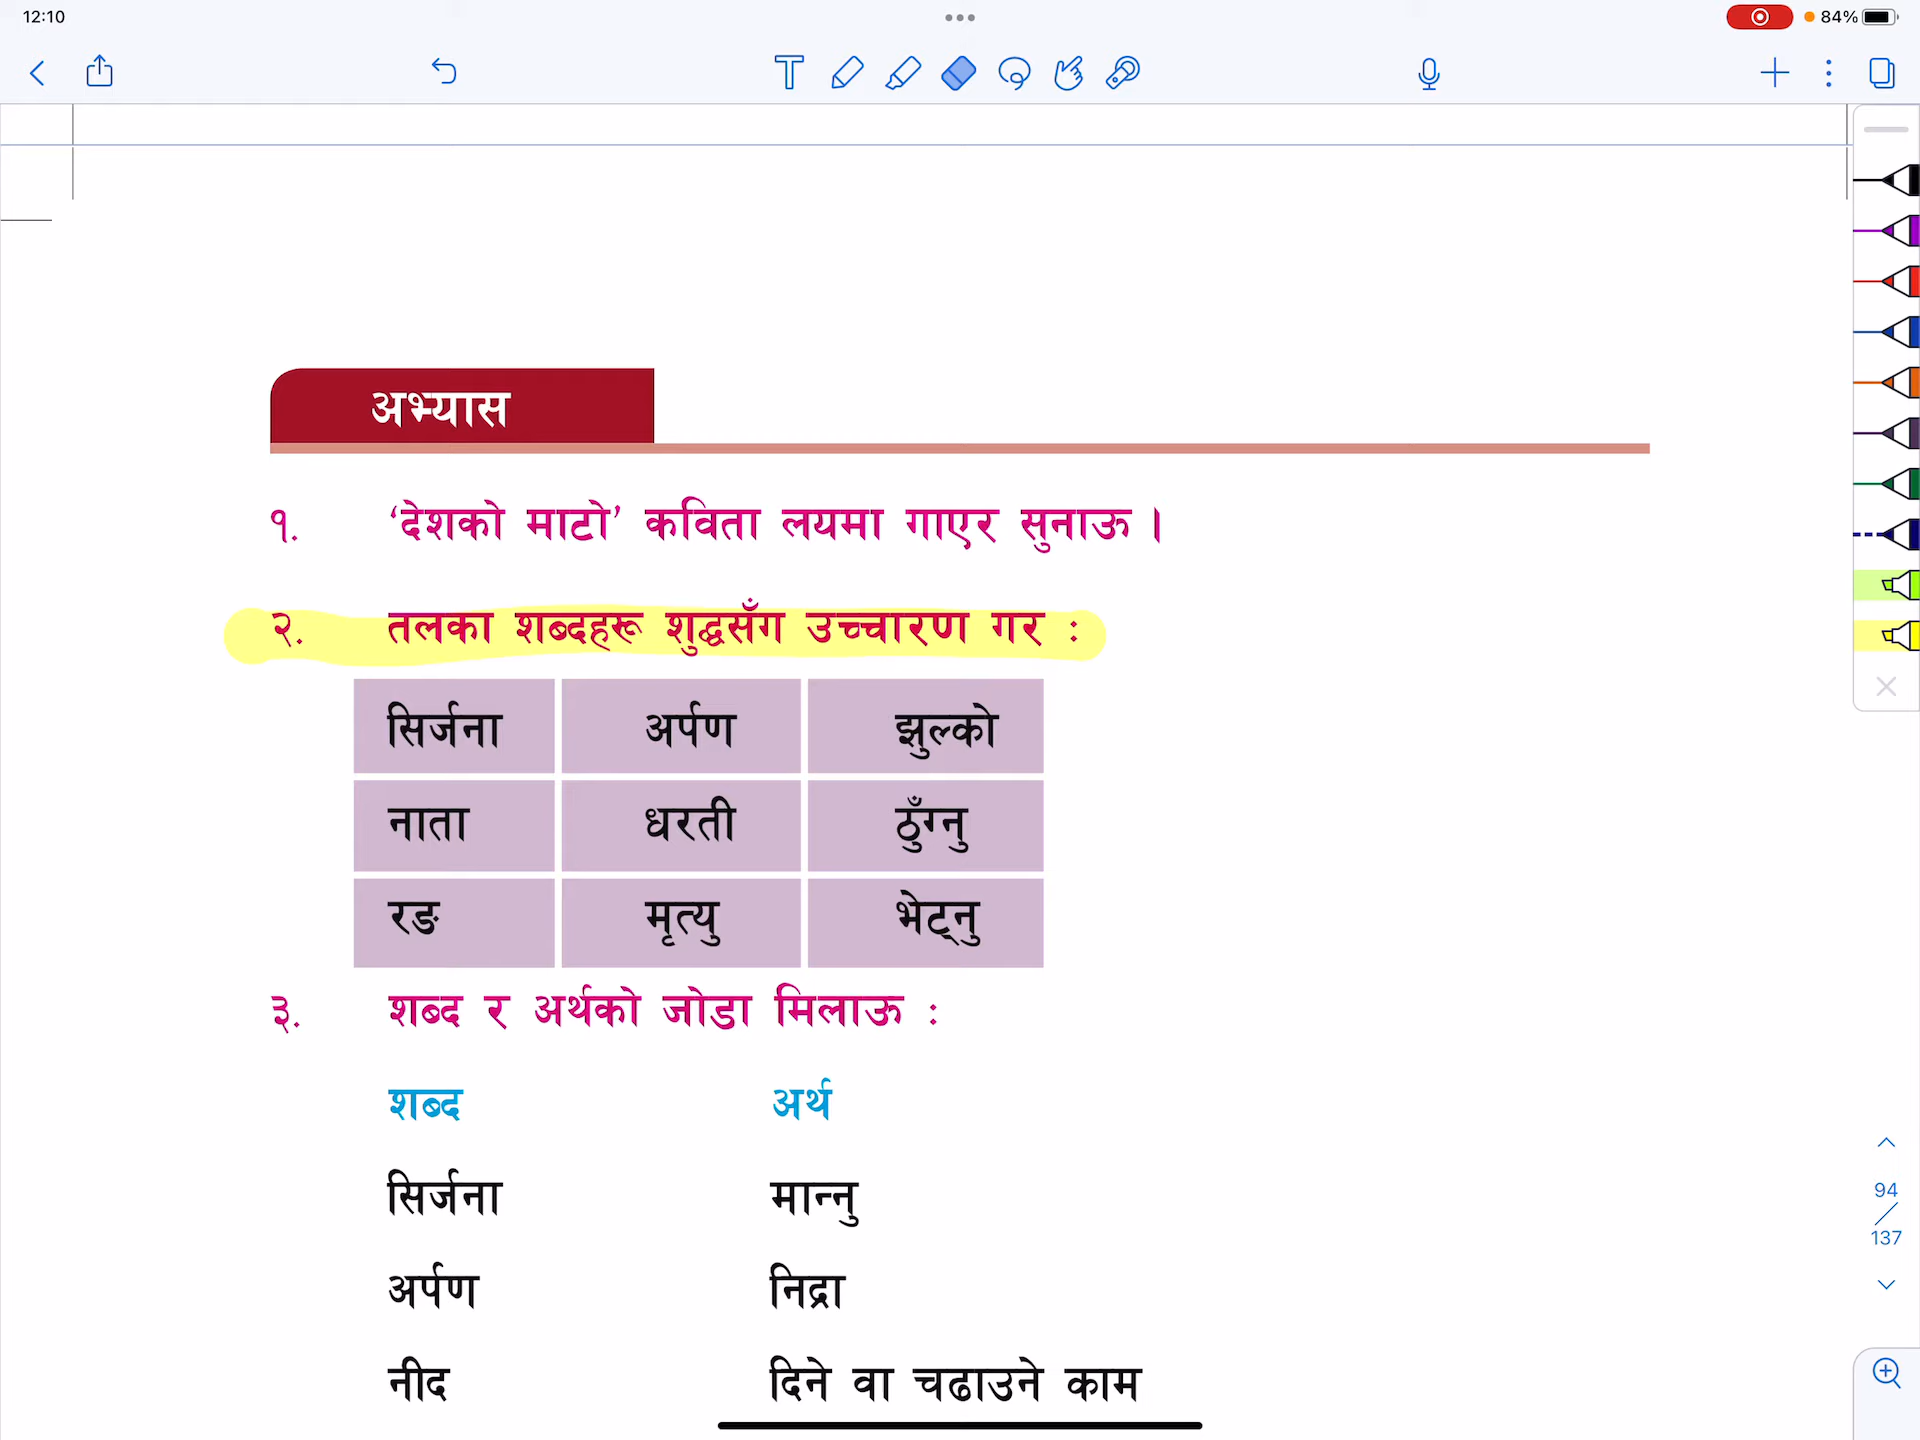 12:10
84%
अभ्यास
१. ‘देशको माटो’ कविता लयमा गाएर सुनाऊ ।
२. तलका शब्दहरू शुद्धसँग उच्चारण गर :
सिर्जना अर्पण झुल्को
नाता धरती ठुँग्नु
रङ मृत्यु भेट्नु
३. शब्द र अर्थको जोडा मिलाऊ :
शब्द अर्थ
सिर्जना मान्नु
अर्पण निद्रा
नीद दिने वा चढाउने काम
94
137